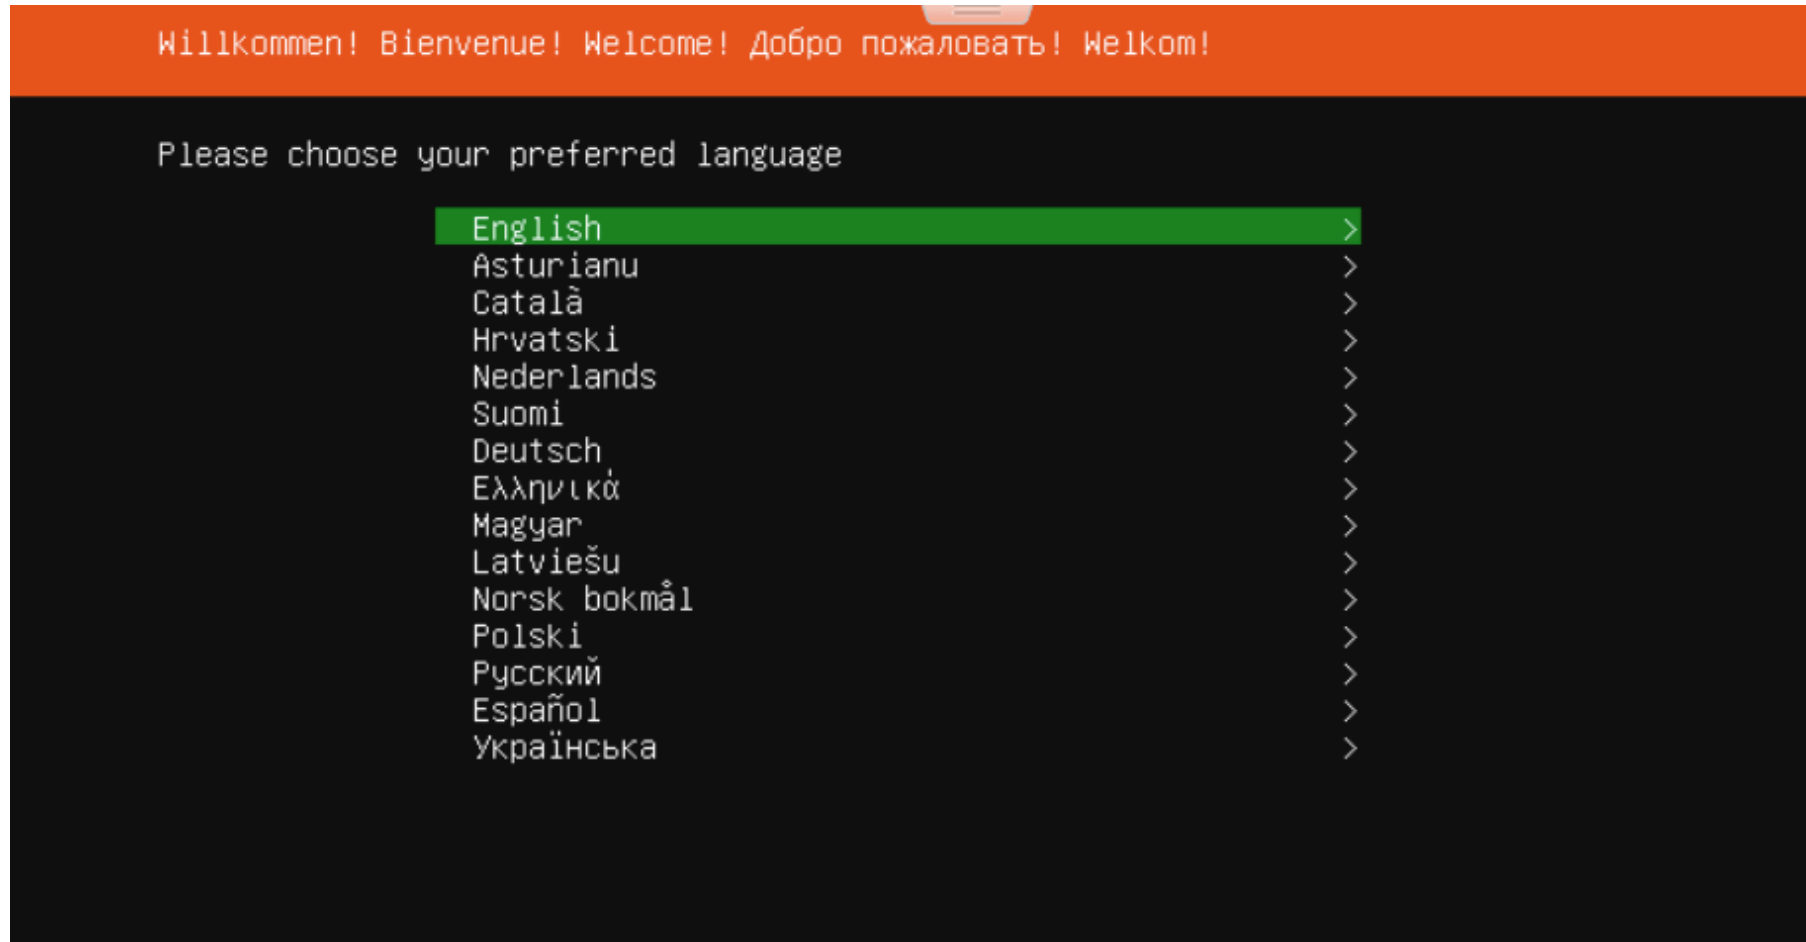 Willkommen! Bienvenue! Welcome! Добро пожаловать! Welkom!
Please choose your preferred language
English >
Asturianu >
Català >
Hrvatski >
Nederlands >
Suomi >
Deutsch >
Ελληνικά >
Magyar >
Latviešu >
Norsk bokmål >
Polski >
Русский >
Español >
Українська >